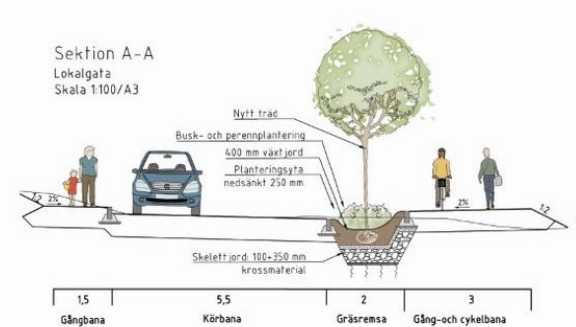 Sektion A-A
Lokalgata
Skala 1:100/A3
Nytt träd
Busk- och perennplantering
400 mm växtjord
Planteringsyta
nedsänkt 250 mm
1:2
2%
2%
1:2
Skelettjord: 100+350 mm
krossmaterial
1,5
5,5
2
3
Gångbana
Körbana
Gräsremsa
Gång-och cykelbana